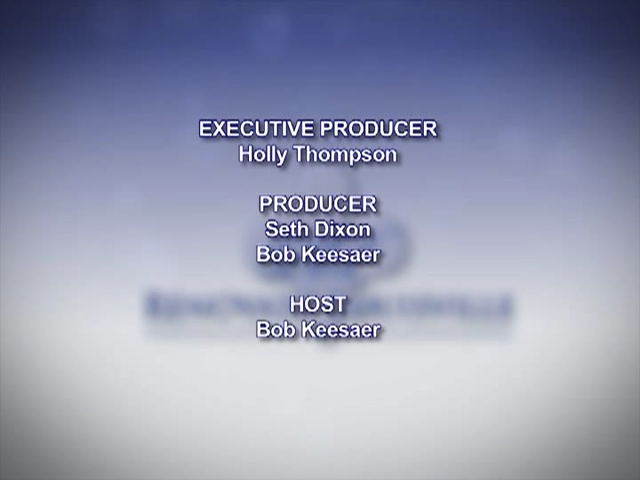 EXECUTIVE PRODUCER
Holly Thompson
PRODUCER
Seth Dixon
Bob Keesaer
HOST
Bob Keesaer